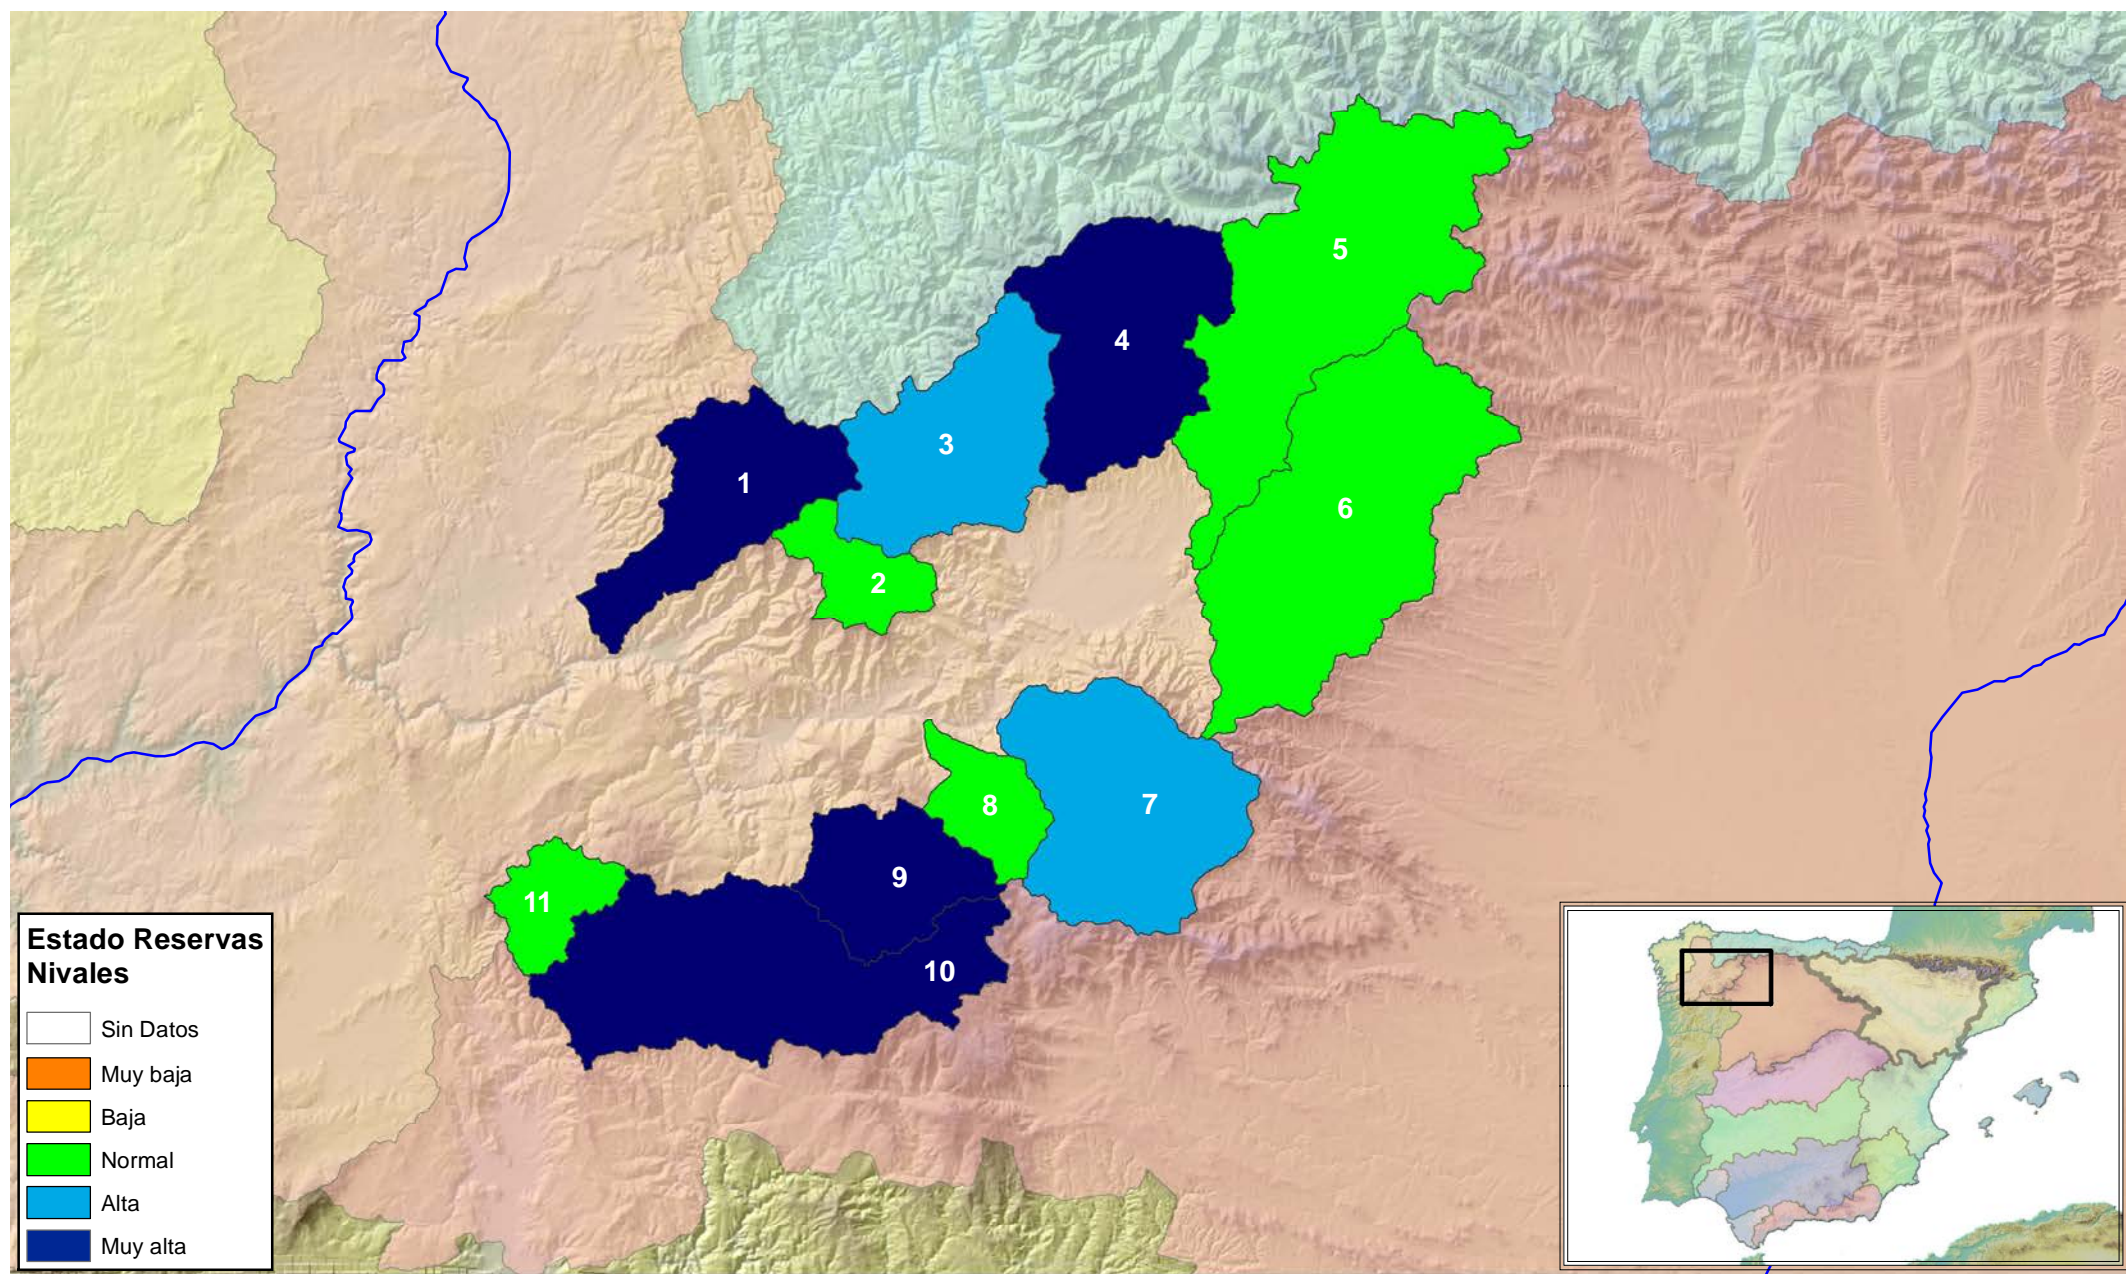 5
4
3
1
6
2
7
8
9
11
10
Estado Reservas
Nivales
Sin Datos
Muy baja
Baja
Normal
Alta
Muy alta